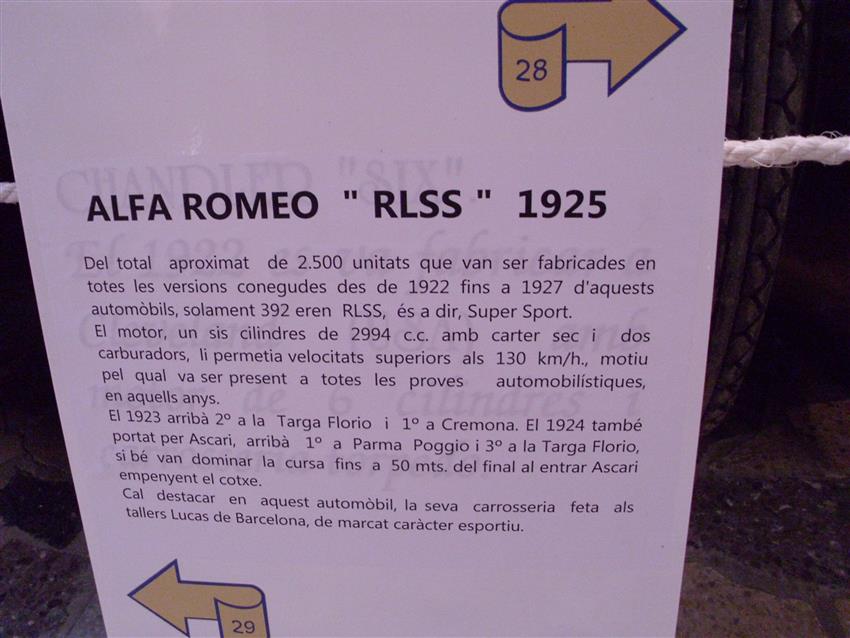 28
CHANDLER "SIX".
ALFA ROMEO " RLSS " 1925
Del total aproximat de 2.500 unitats que van ser fabricades en
totes les versions conegudes des de 1922 fins a 1927 d'aquests
automòbils, solament 392 eren RLSS, és a dir, Super Sport.
El motor, un sis cilindres de 2994 c.c. amb carter sec i dos
carburadors, li permetia velocitats superiors als 130 km/h., motiu
pel qual va ser present a totes les proves automobilístiques,
en aquells anys.
El 1923 arribà 2º a la Targa Florio i 1º a Cremona. El 1924 també
portat per Ascari, arribà 1º a Parma Poggio i 3º a la Targa Florio,
si bé van dominar la cursa fins a 50 mts. del final al entrar Ascari
empenyent el cotxe.
Cal destacar en aquest automòbil, la seva carrosseria feta als
tallers Lucas de Barcelona, de marcat caràcter esportiu.
29